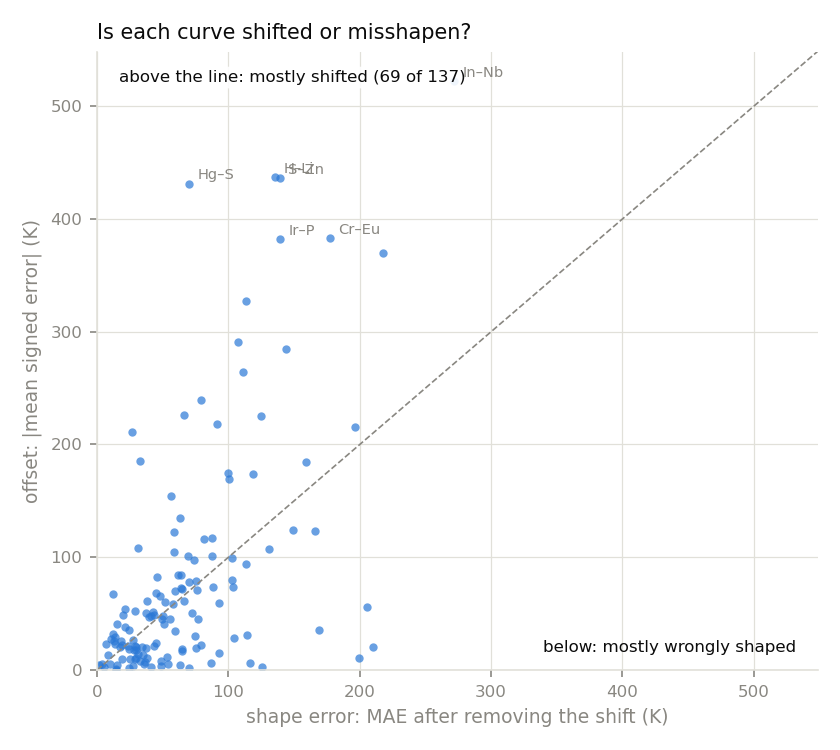 Is each curve shifted or misshapen?
above the line: mostly shifted (69 of 137)
In–Nb
Hg–S
S–Zn
Ir–P
Cr–Eu
below: mostly wrongly shaped
offset: |mean signed error| (K)
500
400
300
200
100
0
0 100 200 300 400 500
shape error: MAE after removing the shift (K)